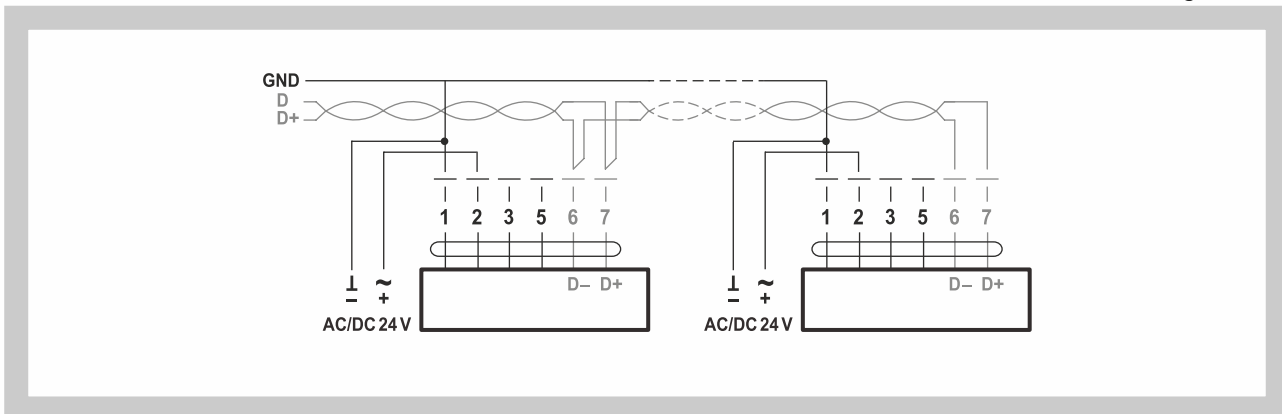 GND
D
D+
1 2 3 5 6 7 1 2 3 5 6 7
⊥ ~ D– D+ ⊥ ~ D– D+
– + – +
AC/DC 24 V AC/DC 24 V